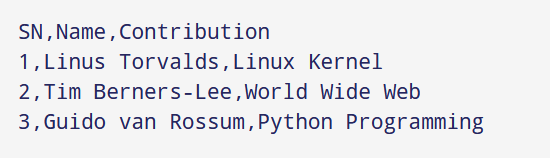 SN,Name,Contribution
1,Linus Torvalds,Linux Kernel
2,Tim Berners-Lee,World Wide Web
3,Guido van Rossum,Python Programming